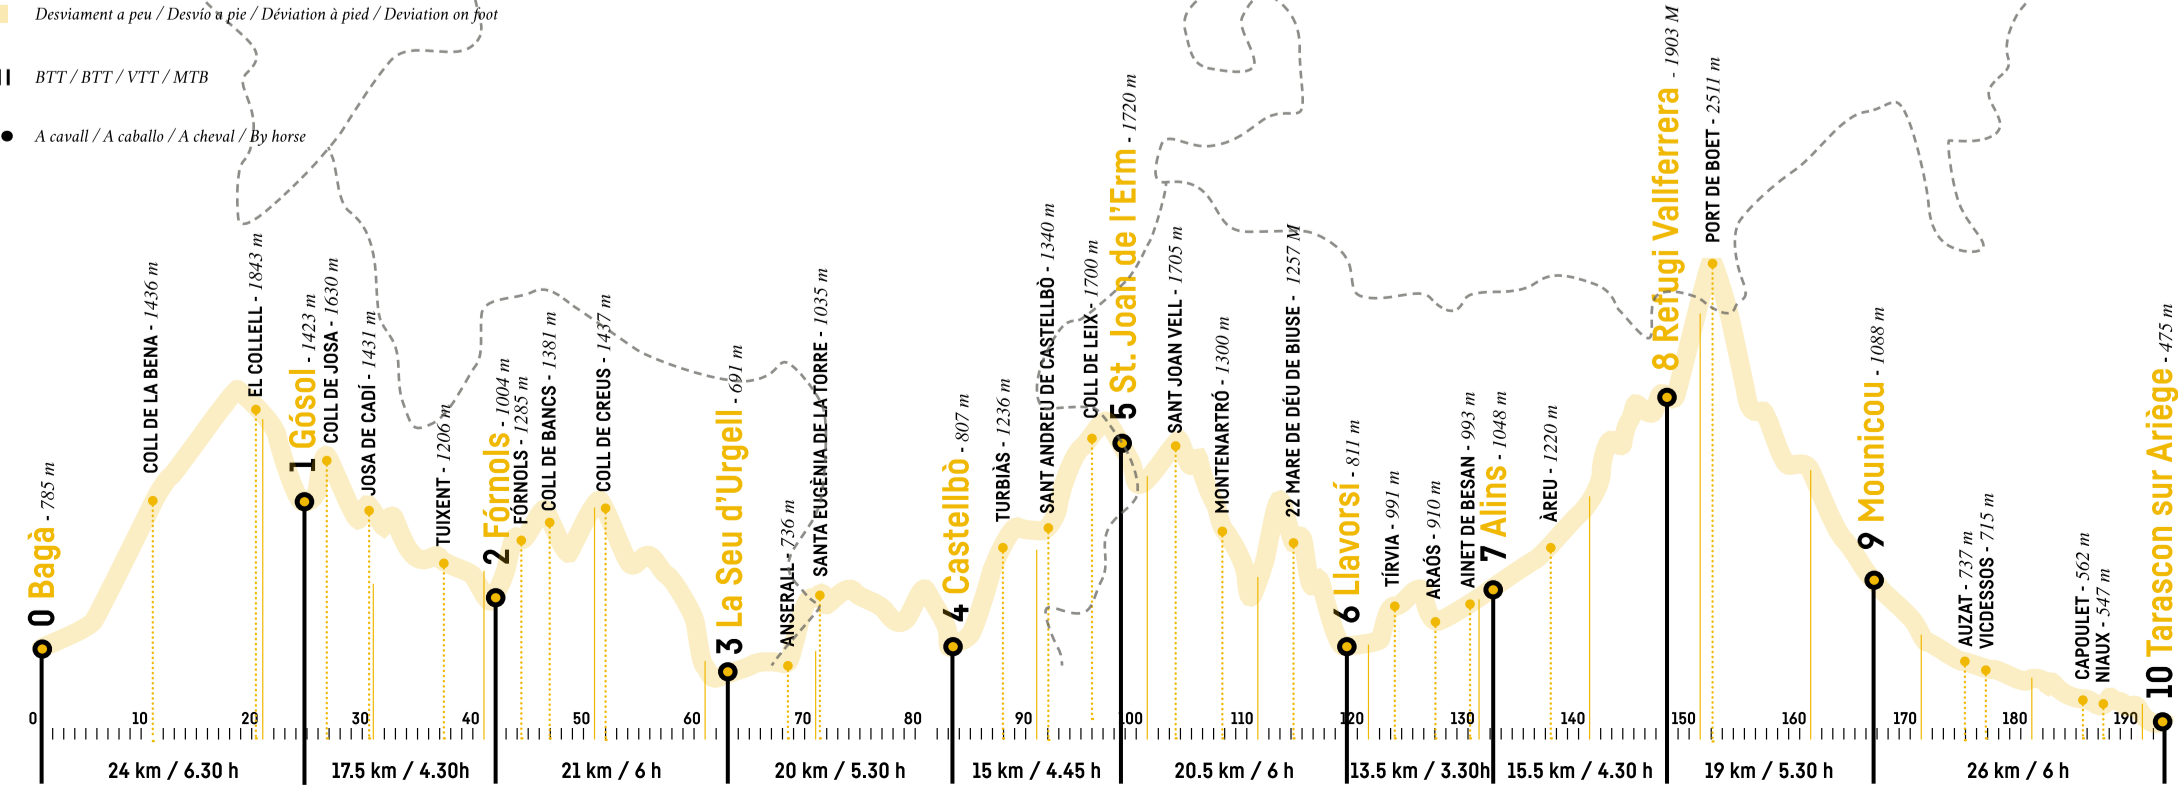 Desviament a peu / Desvío a pie / Déviation à pied / Deviation on foot
BTT / BTT / VTT / MTB
A cavall / A caballo / A cheval / By horse
0 Bagà - 785 m
COLL DE LA BENA - 1436 m
EL COLLELL - 1843 m
1 Gósol - 1423 m
COLL DE JOSA - 1630 m
JOSA DE CADÍ - 1431 m
TUIXENT - 1206 m
2 Fórnols - 1004 m
FÓRNOLS - 1285 m
COLL DE BANCS - 1381 m
COLL DE CREUS - 1437 m
3 La Seu d'Urgell - 691 m
ANSERALL - 736 m
SANTA EUGÈNIA DE LA TORRE - 1035 m
4 Castellbò - 807 m
TURBIÀS - 1236 m
SANT ANDREU DE CASTELLBÒ - 1340 m
COLL DE LEIX - 1700 m
5 St. Joan de l'Erm - 1720 m
SANT JOAN VELL - 1705 m
MONTENARTRÓ - 1300 m
22 MARE DE DÉU DE BIUSE - 1257 M
6 Llavorsí - 811 m
TÍRVIA - 991 m
ARAÓS - 910 m
AINET DE BESAN - 993 m
7 Alins - 1048 m
ÀREU - 1220 m
8 Refugi Vallferrera - 1903 M
PORT DE BOET - 2511 m
9 Mounicou - 1088 m
AUZAT - 737 m
VICDESSOS - 715 m
CAPOULET - 562 m
NIAUX - 547 m
10 Tarascon sur Ariège - 475 m
0 10 20 30 40 50 60 70 80 90 100 110 120 130 140 150 160 170 180 190
24 km / 6.30 h
17.5 km / 4.30h
21 km / 6 h
20 km / 5.30 h
15 km / 4.45 h
20.5 km / 6 h
13.5 km / 3.30h
15.5 km / 4.30 h
19 km / 5.30 h
26 km / 6 h